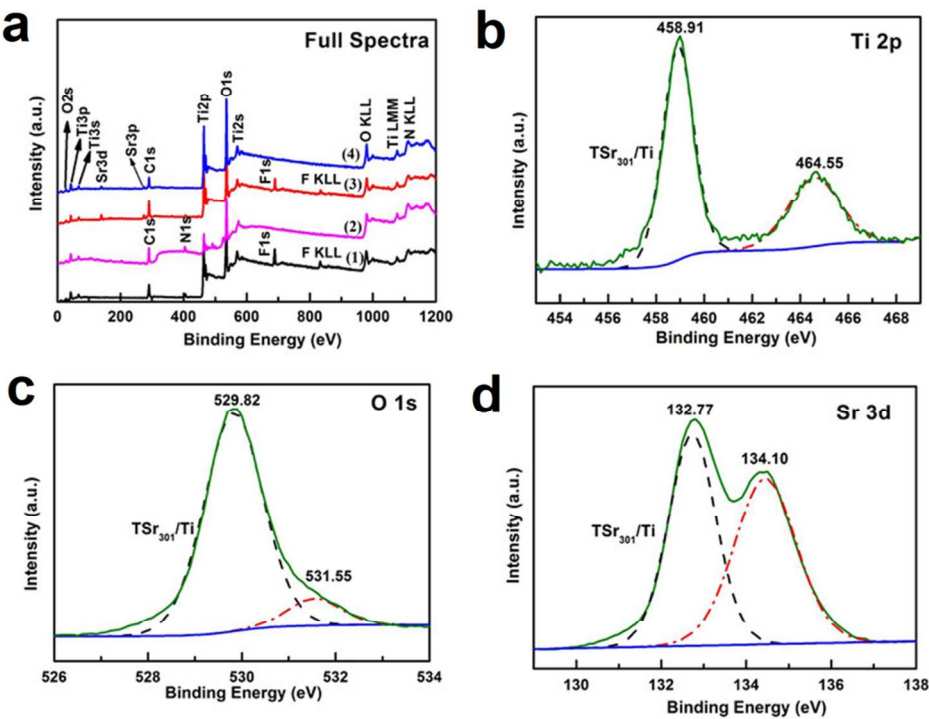 a
Full Spectra
Intensity (a.u.)
O2s
Ti3p
Ti3s
Sr3d
Sr3p
C1s
Ti2p
O1s
Ti2s
O KLL
Ti LMM
N KLL
(4)
F1s
F KLL (3)
C1s
N1s
(2)
F1s
F KLL (1)
0 200 400 600 800 1000 1200
Binding Energy (eV)
b
Ti 2p
Intensity (a.u.)
458.91
TSr301/Ti
464.55
454 456 458 460 462 464 466 468
Binding Energy (eV)
c
O 1s
Intensity (a.u.)
529.82
TSr301/Ti
531.55
526 528 530 532 534
Binding Energy (eV)
d
Sr 3d
Intensity (a.u.)
132.77
134.10
TSr301/Ti
130 132 134 136 138
Binding Energy (eV)